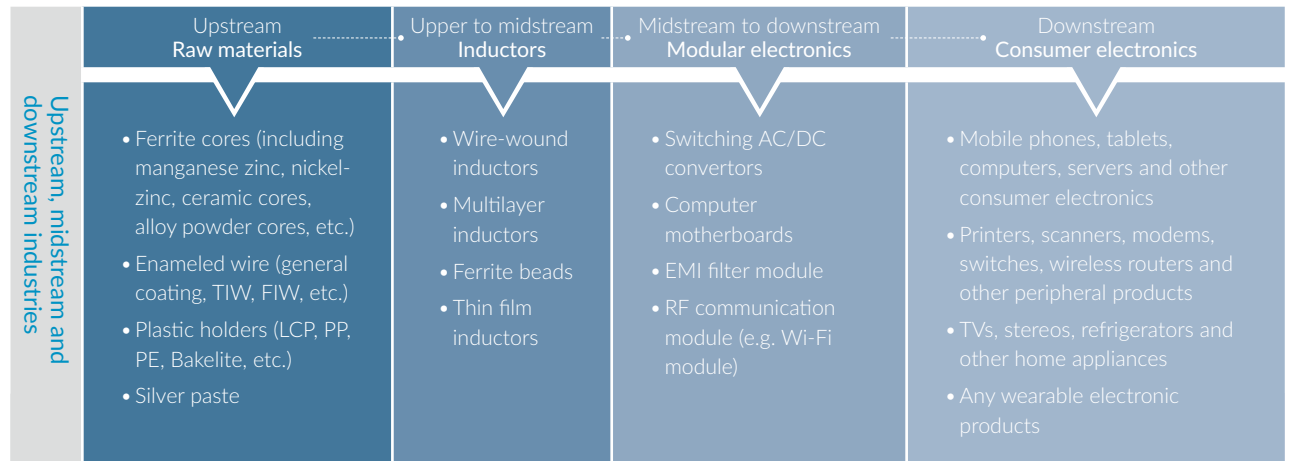 Upstream, midstream and
downstream industries
Upstream
Raw materials
Upper to midstream
Inductors
Midstream to downstream
Modular electronics
Downstream
Consumer electronics
• Ferrite cores (including
manganese zinc, nickel-
zinc, ceramic cores,
alloy powder cores, etc.)
• Enameled wire (general
coating, TIW, FIW, etc.)
• Plastic holders (LCP, PP,
PE, Bakelite, etc.)
• Silver paste
• Wire-wound
inductors
• Multilayer
inductors
• Ferrite beads
• Thin film
inductors
• Switching AC/DC
convertors
• Computer
motherboards
• EMI filter module
• RF communication
module (e.g. Wi-Fi
module)
• Mobile phones, tablets,
computers, servers and other
consumer electronics
• Printers, scanners, modems,
switches, wireless routers and
other peripheral products
• TVs, stereos, refrigerators and
other home appliances
• Any wearable electronic
products